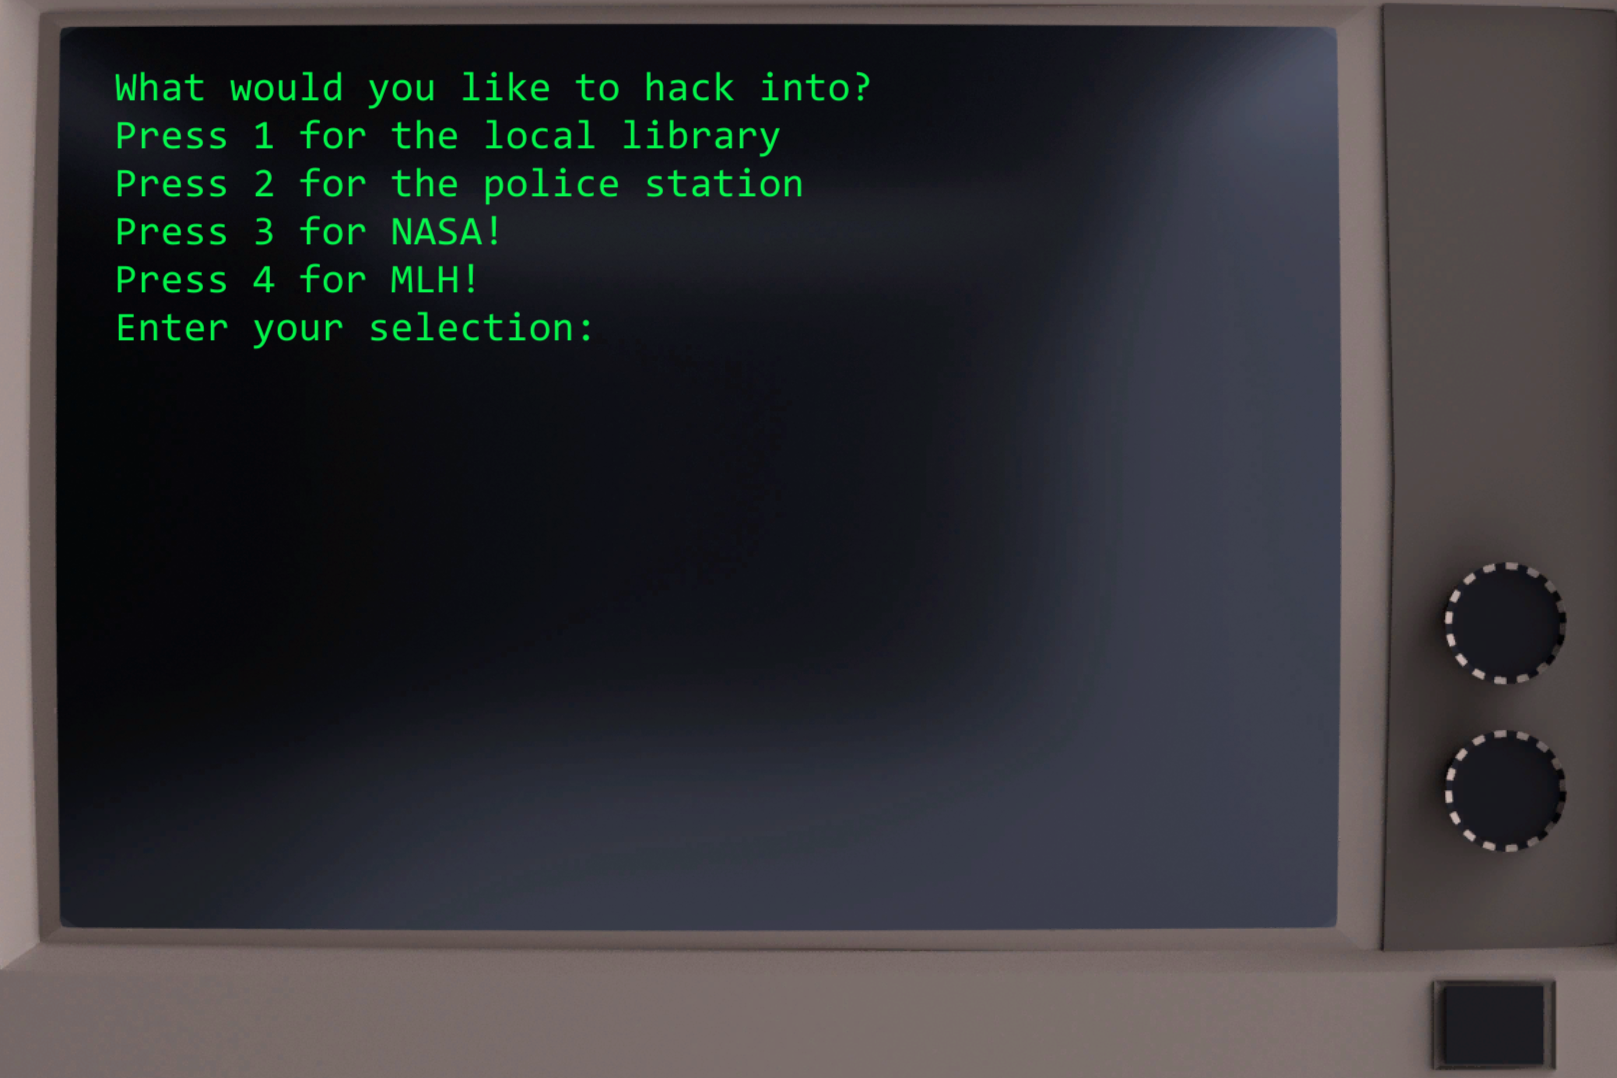 What would you like to hack into?
Press 1 for the local library
Press 2 for the police station
Press 3 for NASA!
Press 4 for MLH!
Enter your selection: